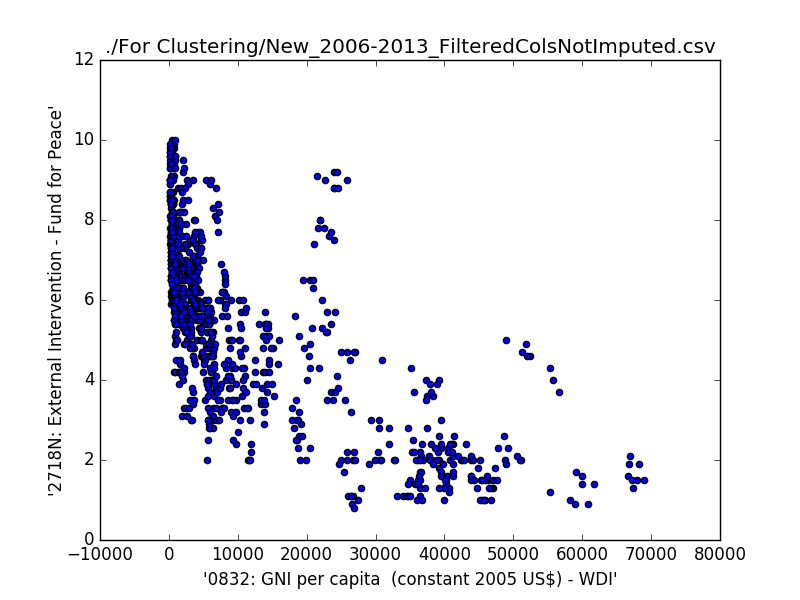 ./For Clustering/New_2006-2013_FilteredColsNotImputed.csv
12
10
8
6
4
2
0
'2718N: External Intervention - Fund for Peace'
−10000 0 10000 20000 30000 40000 50000 60000 70000 80000
'0832: GNI per capita  (constant 2005 US$) - WDI'